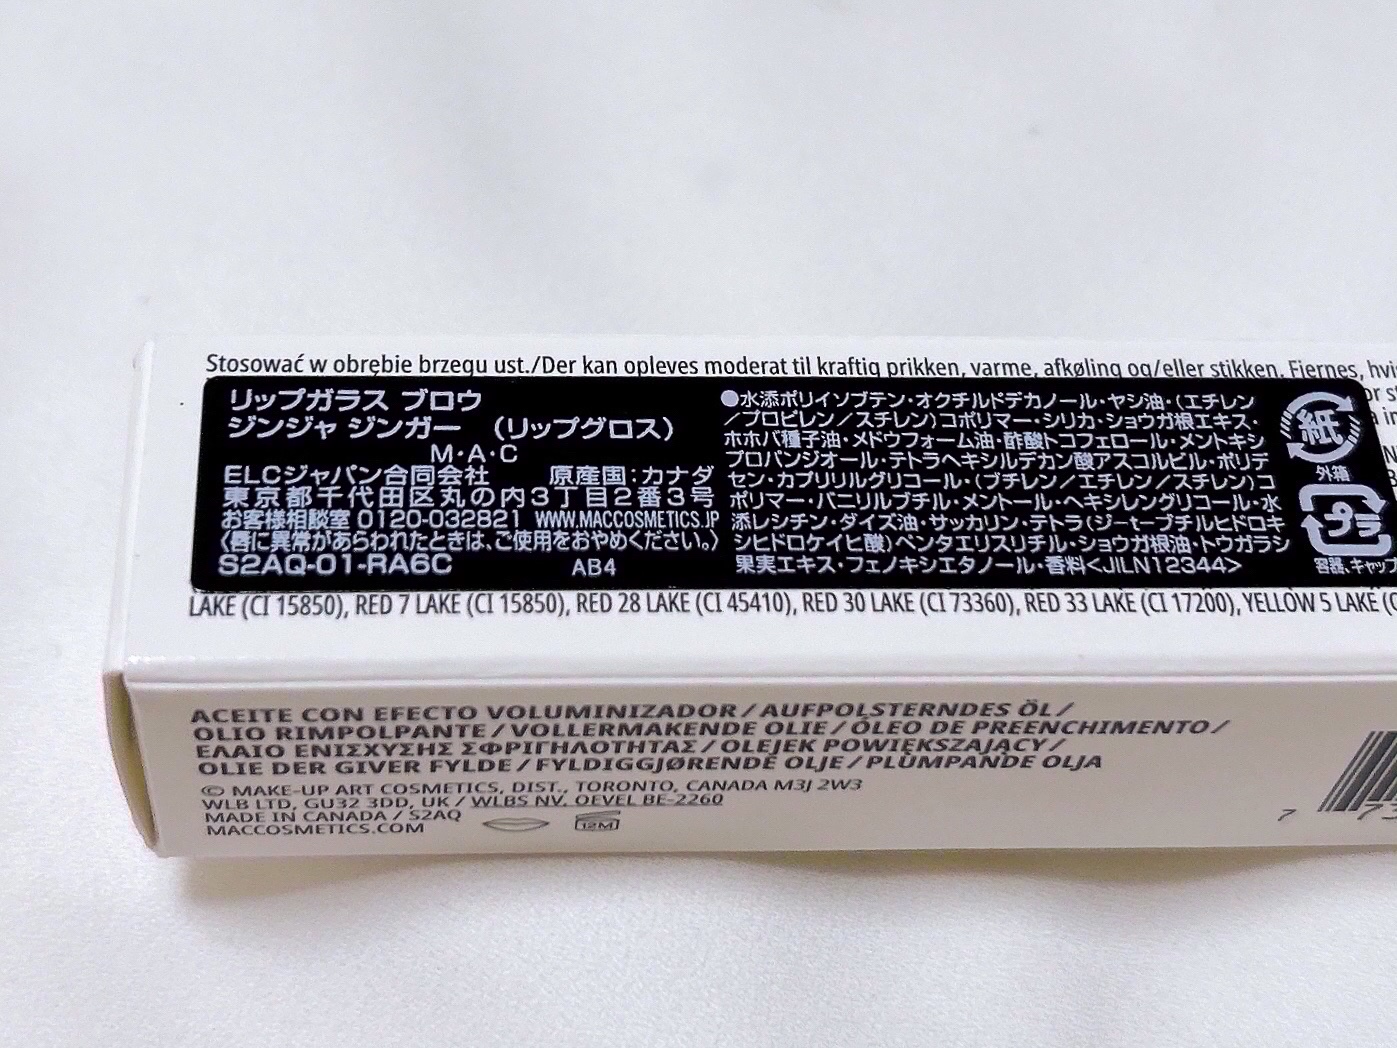 Stosować w obrębie brzegu ust./Der kan opleves moderat til kraftig prikken, varme, afkøling og/eller stikken. Fjernes,
リップガラス ブロウ
ジンジャ ジンガー （リップグロス）
M・A・C
ELCジャパン合同会社 原産国：カナダ
東京都千代田区丸の内3丁目2番3号
お客様相談室 0120-032821 WWW.MACCOSMETICS.JP
〈唇に異常があらわれたときは、ご使用をおやめください。〉
S2AQ-01-RA6C AB4
●水添ポリイソブテン・オクチルドデカノール・ヤシ油・(エチレン
/プロピレン/スチレン)コポリマー・シリカ・ショウガ根エキス・
ホホバ種子油・メドウフォーム油・酢酸トコフェロール・メントキシ
プロパンジオール・テトラヘキシルデカン酸アスコルビル・ポリデ
セン・カプリリルグリコール・(ブチレン/エチレン/スチレン)コ
ポリマー・バニリルブチル・メントール・ヘキシレングリコール・水
添レシチン・ダイズ油・サッカリン・テトラ(ジ-t-ブチルヒドロキ
シヒドロケイヒ酸)ペンタエリスリチル・ショウガ根油・トウガラシ
果実エキス・フェノキシエタノール・香料<JILN12344>
紙
外箱
プラ
容器、キャップ
LAKE (CI 15850), RED 7 LAKE (CI 15850), RED 28 LAKE (CI 45410), RED 30 LAKE (CI 73360), RED 33 LAKE (CI 17200), YELLOW 5 LAKE
ACEITE CON EFECTO VOLUMINIZADOR / AUFPOLSTERNDES ÖL /
OLIO RIMPOLPANTE / VOLLERMAKENDE OLIE / ÓLEO DE PREENCHIMENTO /
ΕΛΑΙΟ ΕΝΙΣΧΥΣΗΣ ΣΦΡΙΓΗΛΟΤΗΤΑΣ / OLEJEK POWIĘKSZAJĄCY /
OLIE DER GIVER FYLDE / FYLDIGGJØRENDE OLJE / PLUMPANDE OLJA
© MAKE-UP ART COSMETICS, DIST., TORONTO, CANADA M3J 2W3
WLB LTD, GU32 3DD, UK / WLBS NV. OEVEL BE-2260
MADE IN CANADA / S2AQ
MACCOSMETICS.COM
12M
7 73